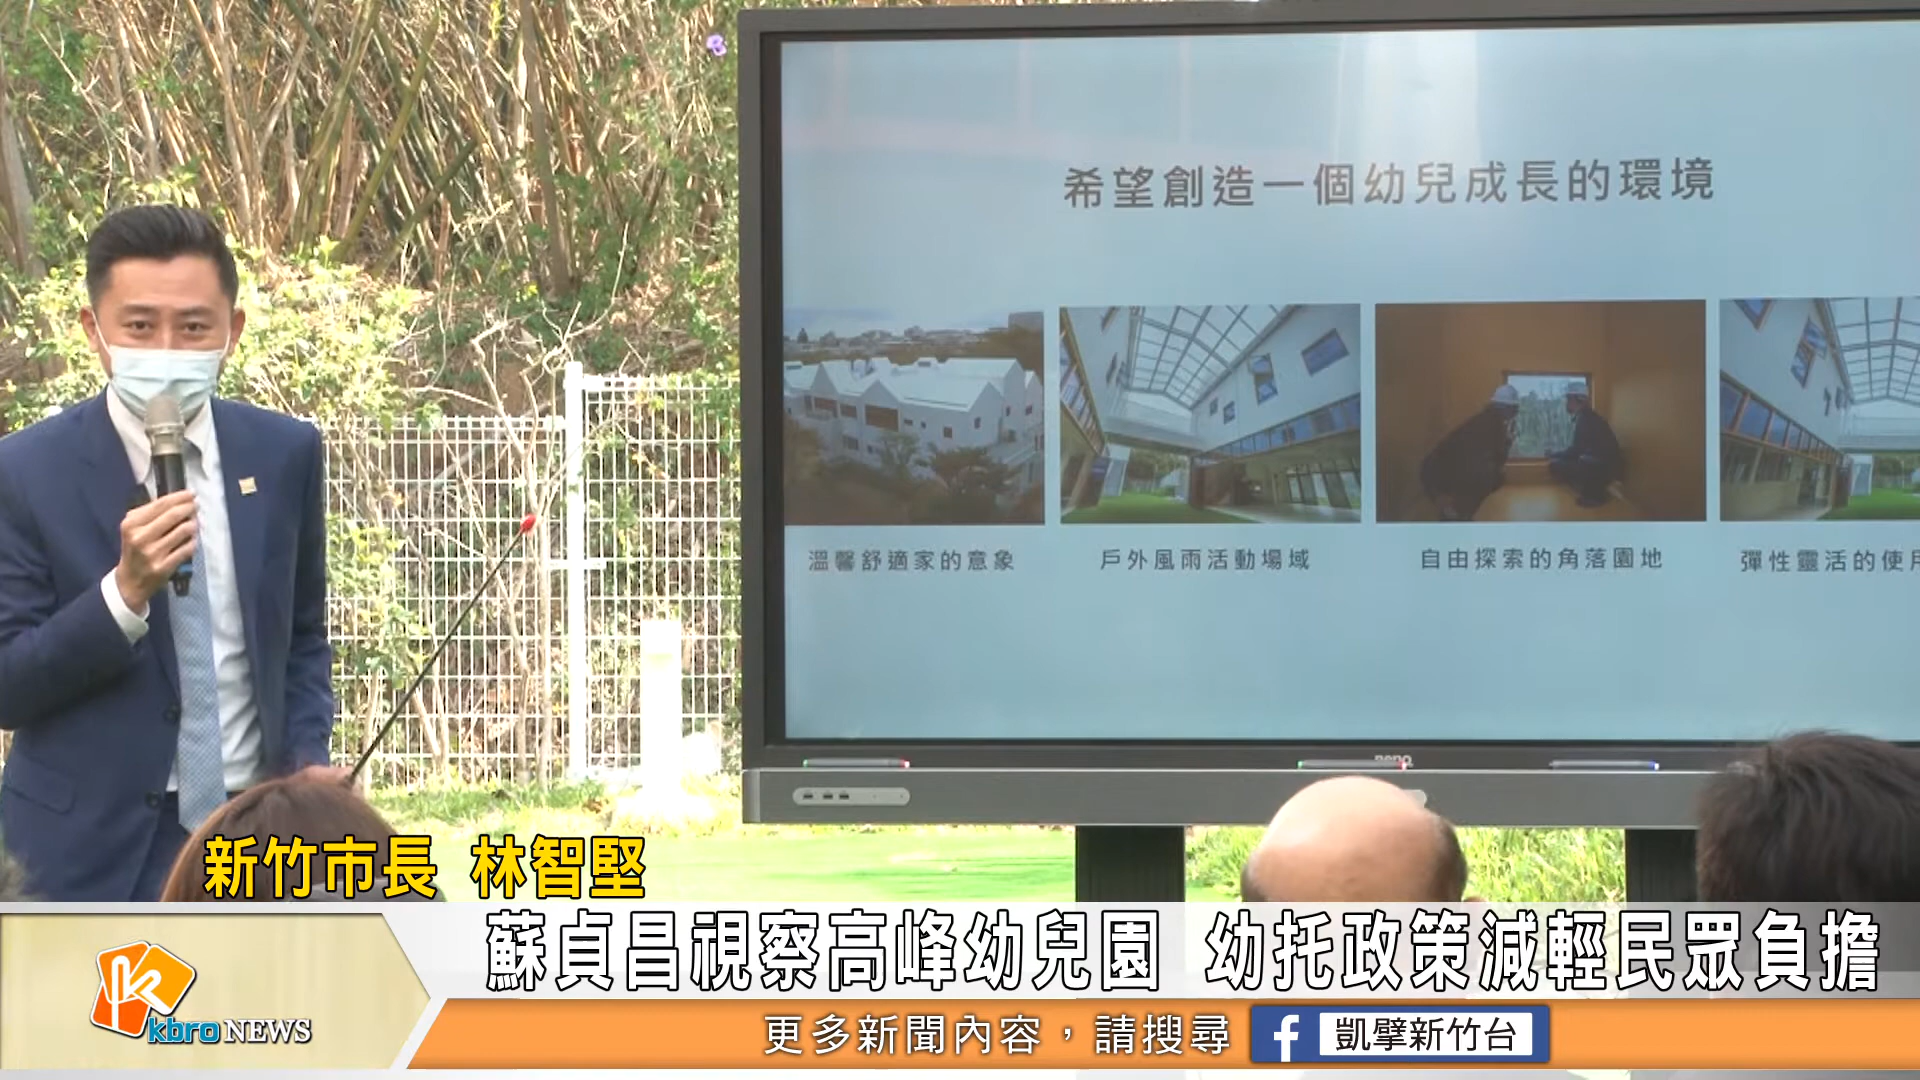 希望創造一個幼兒成長的環境
溫馨舒適家的意象
戶外風雨活動場域
自由探索的角落園地
彈性靈活的使用
新竹市長 林智堅
蘇貞昌視察高峰幼兒園 幼托政策減輕民眾負擔
kbro NEWS
更多新聞內容，請搜尋
凱擘新竹台